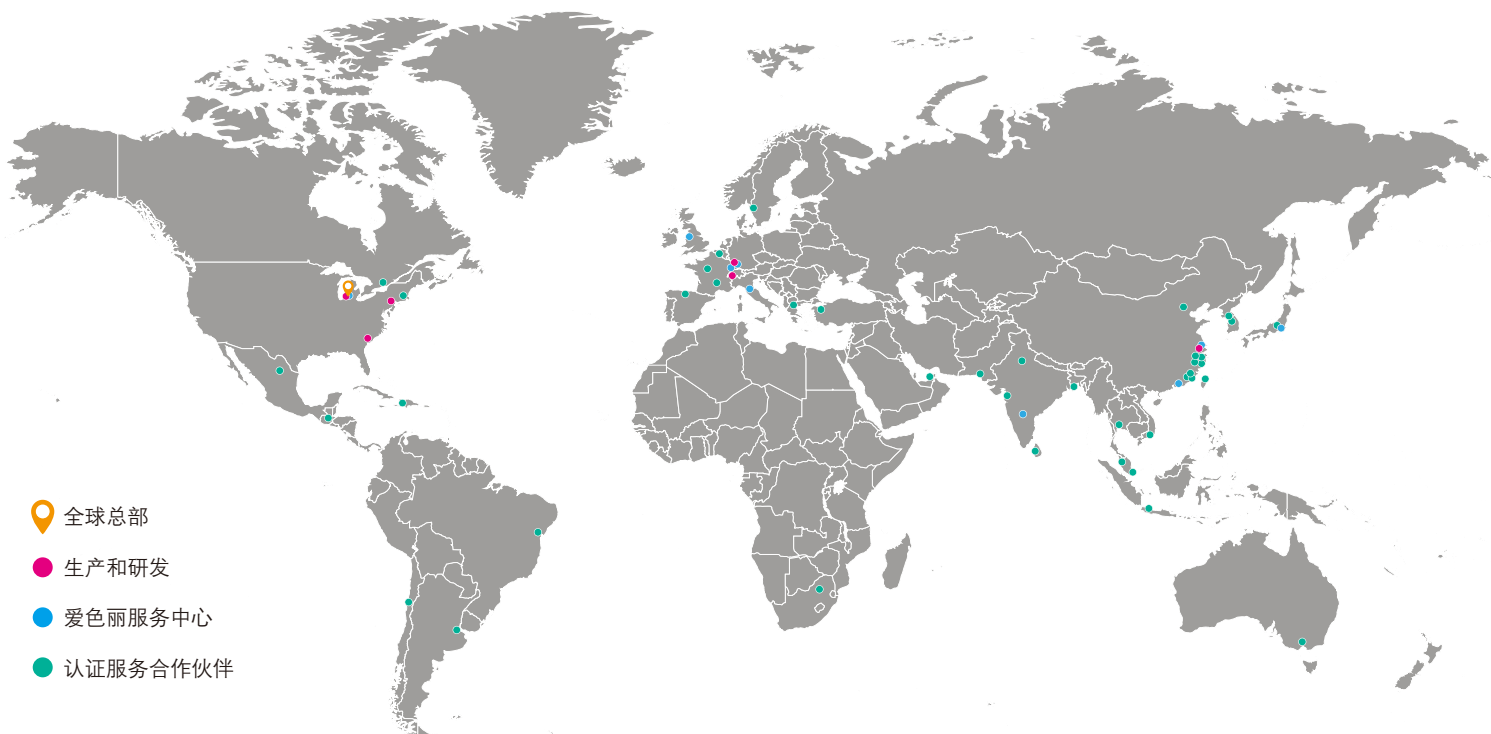 全球总部
生产和研发
爱色丽服务中心
认证服务合作伙伴